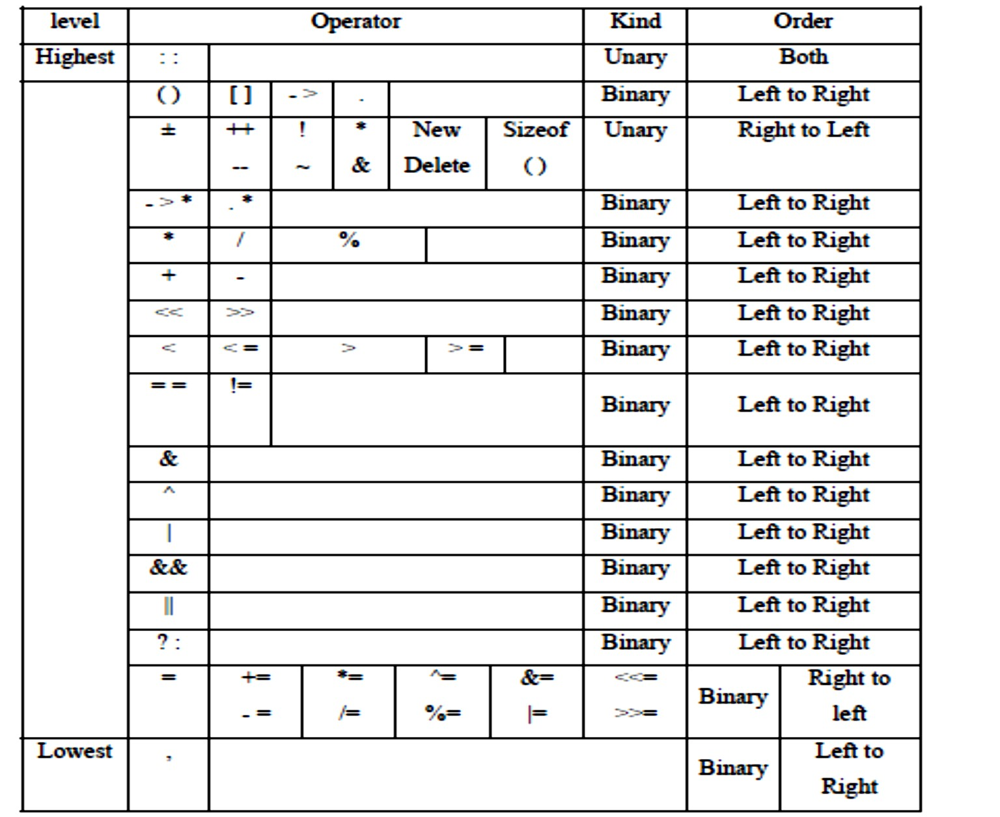 level Operator Kind Order
Highest : : Unary Both
( ) [ ] - > . Binary Left to Right
± ++ ! * New Sizeof Unary Right to Left
-- ~ & Delete ( )
- > * . * Binary Left to Right
* / % Binary Left to Right
+ - Binary Left to Right
<< >> Binary Left to Right
< < = > > = Binary Left to Right
= = !=
Binary Left to Right
& Binary Left to Right
^ Binary Left to Right
| Binary Left to Right
&& Binary Left to Right
|| Binary Left to Right
? : Binary Left to Right
= += *= ^= &= <<= Right to
Binary
- = /= %= |= >>= left
Lowest , Left to
Binary
Right